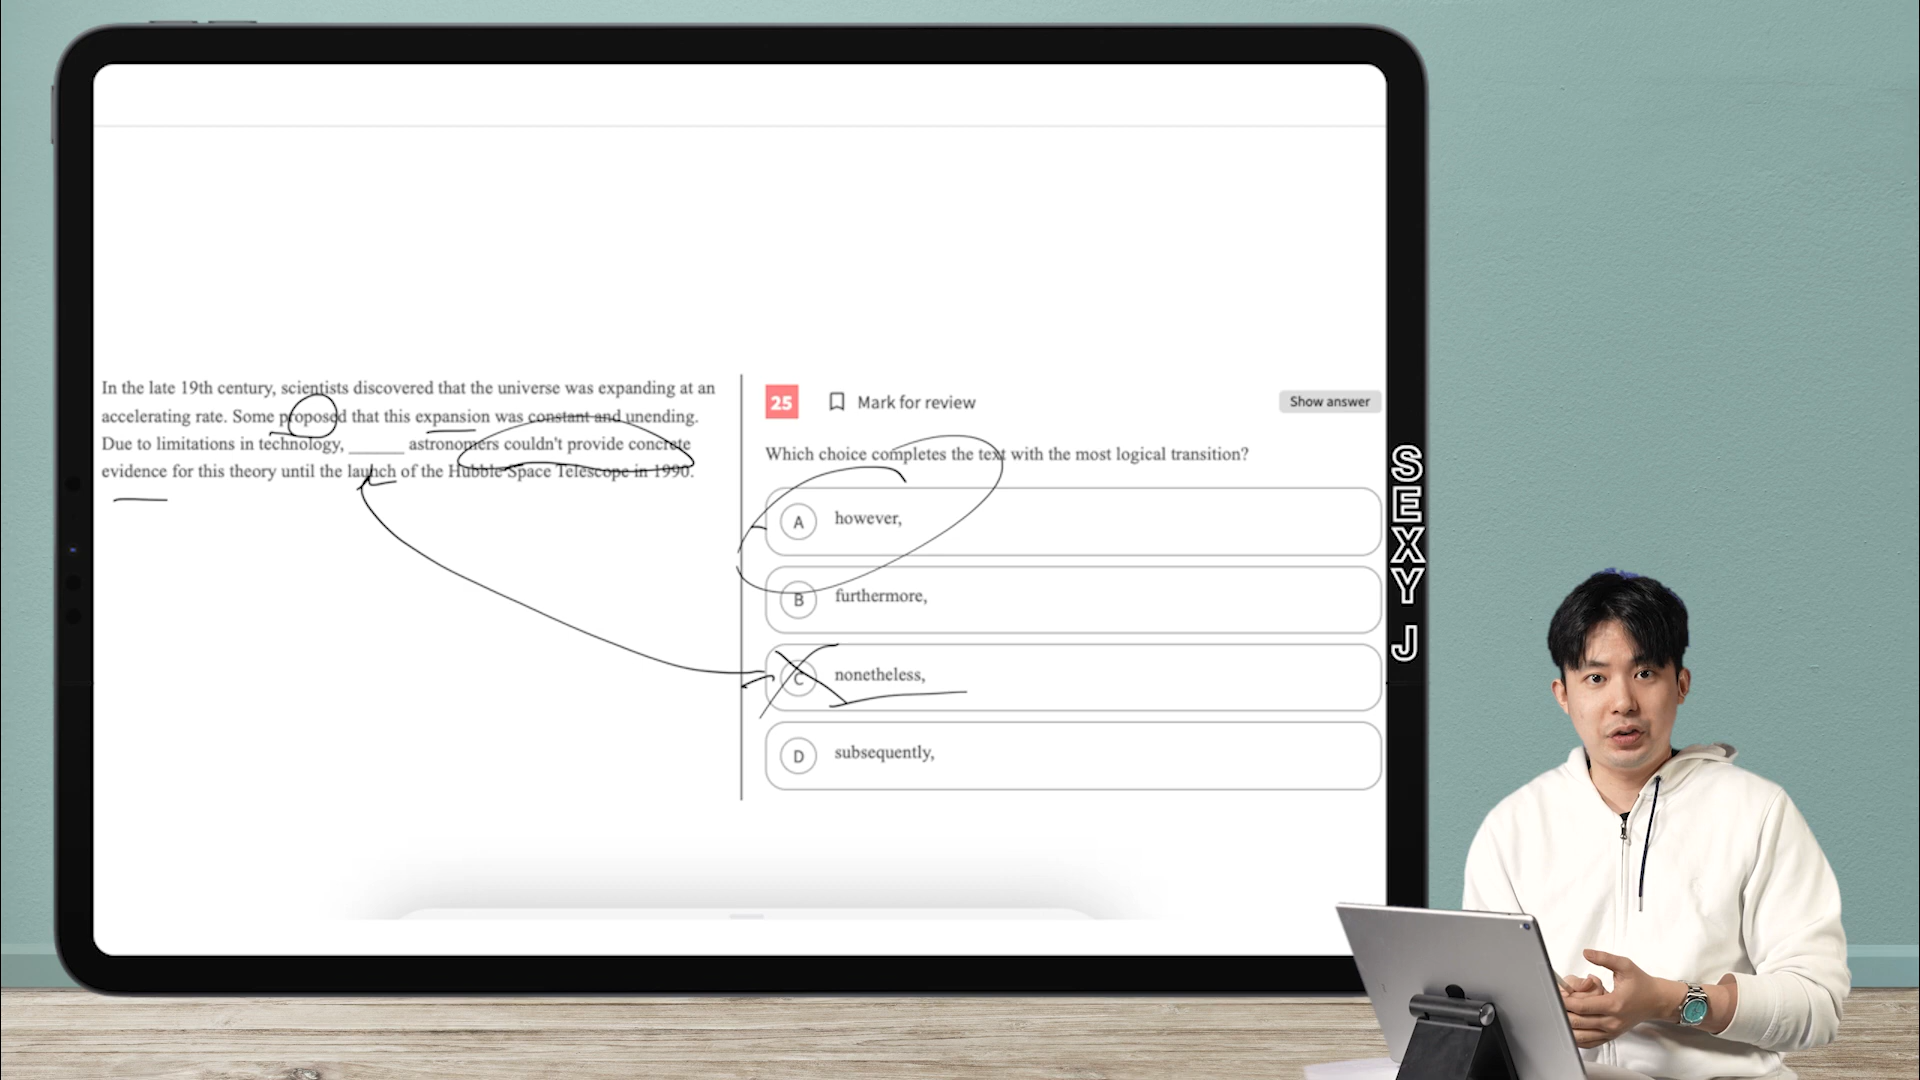 In the late 19th century, scientists discovered that the universe was expanding at an
accelerating rate. Some proposed that this expansion was constant and unending.
Due to limitations in technology, ______ astronomers couldn't provide concrete
evidence for this theory until the launch of the Hubble Space Telescope in 1990.
25
Mark for review
Show answer
Which choice completes the text with the most logical transition?
A however,
B furthermore,
C nonetheless,
D subsequently,
SEXY J